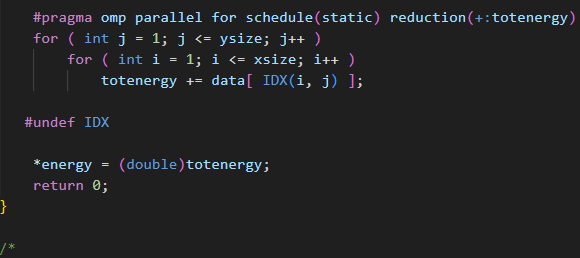 #pragma omp parallel for schedule(static) reduction(+:totenergy)
for ( int j = 1; j <= ysize; j++ )
for ( int i = 1; i <= xsize; i++ )
totenergy += data[ IDX(i, j) ];
#undef IDX
*energy = (double)totenergy;
return 0;
}
/*